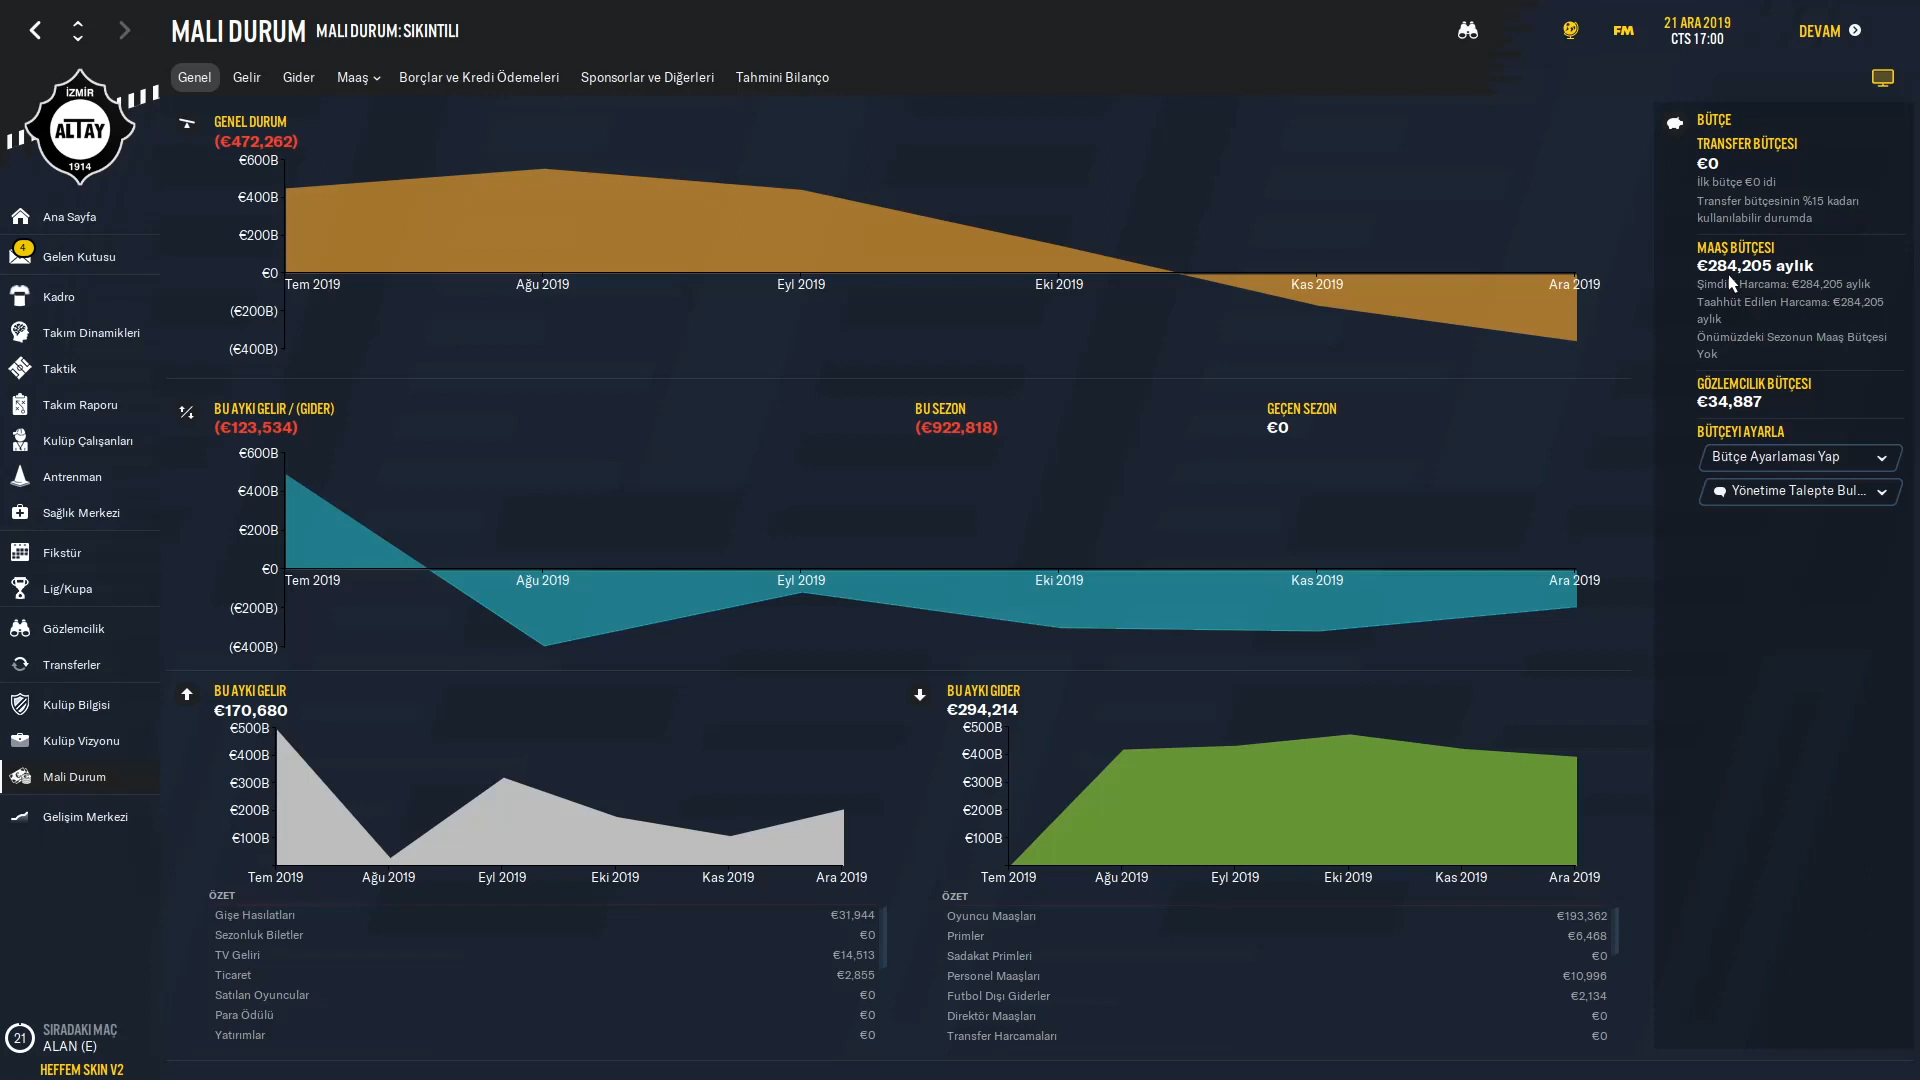 MALI DURUM MALI DURUM: SIKINTILI
FM
21 ARA 2019
CTS 17:00
DEVAM
Genel Gelir Gider Maaş Borçlar ve Kredi Ödemeleri Sponsorlar ve Diğerleri Tahmini Bilanço
İZMİR
ALTAY
1914
Ana Sayfa
4
Gelen Kutusu
Kadro
Takım Dinamikleri
Taktik
Takım Raporu
Kulüp Çalışanları
Antrenman
Sağlık Merkezi
Fikstür
Lig/Kupa
Gözlemcilik
Transferler
Kulüp Bilgisi
Kulüp Vizyonu
Mali Durum
Gelişim Merkezi
21
SIRADAKI MAÇ
ALAN (E)
HEFFEM SKIN V2
GENEL DURUM
(€472,262)
€600B
€400B
€200B
€0
(€200B)
(€400B)
Tem 2019 Ağu 2019 Eyl 2019 Eki 2019 Kas 2019 Ara 2019
BU AYKI GELIR / (GIDER)
(€123,534)
BU SEZON
(€922,818)
GEÇEN SEZON
€0
€600B
€400B
€200B
€0
(€200B)
(€400B)
Tem 2019 Ağu 2019 Eyl 2019 Eki 2019 Kas 2019 Ara 2019
BU AYKI GELIR
€170,680
€500B
€400B
€300B
€200B
€100B
Tem 2019 Ağu 2019 Eyl 2019 Eki 2019 Kas 2019 Ara 2019
ÖZET
Gişe Hasılatları €31,944
Sezonluk Biletler €0
TV Geliri €14,513
Ticaret €2,855
Satılan Oyuncular €0
Para Ödülü €0
Yatırımlar €0
BU AYKI GIDER
€294,214
€500B
€400B
€300B
€200B
€100B
Tem 2019 Ağu 2019 Eyl 2019 Eki 2019 Kas 2019 Ara 2019
ÖZET
Oyuncu Maaşları €193,362
Primler €6,468
Sadakat Primleri €0
Personel Maaşları €10,996
Futbol Dışı Giderler €2,134
Direktör Maaşları €0
Transfer Harcamaları €0
BÜTÇE
TRANSFER BÜTÇESI
€0
İlk bütçe €0 idi
Transfer bütçesinin %15 kadarı
kullanılabilir durumda
MAAŞ BÜTÇESI
€284,205 aylık
Harcama: €284,205 aylık
Taahhüt Edilen Harcama: €284,205
aylık
Önümüzdeki Sezonun Maaş Bütçesi
Yok
GÖZLEMCILIK BÜTÇESI
€34,887
BÜTÇEYI AYARLA
Bütçe Ayarlaması Yap
Yönetime Talepte Bul...